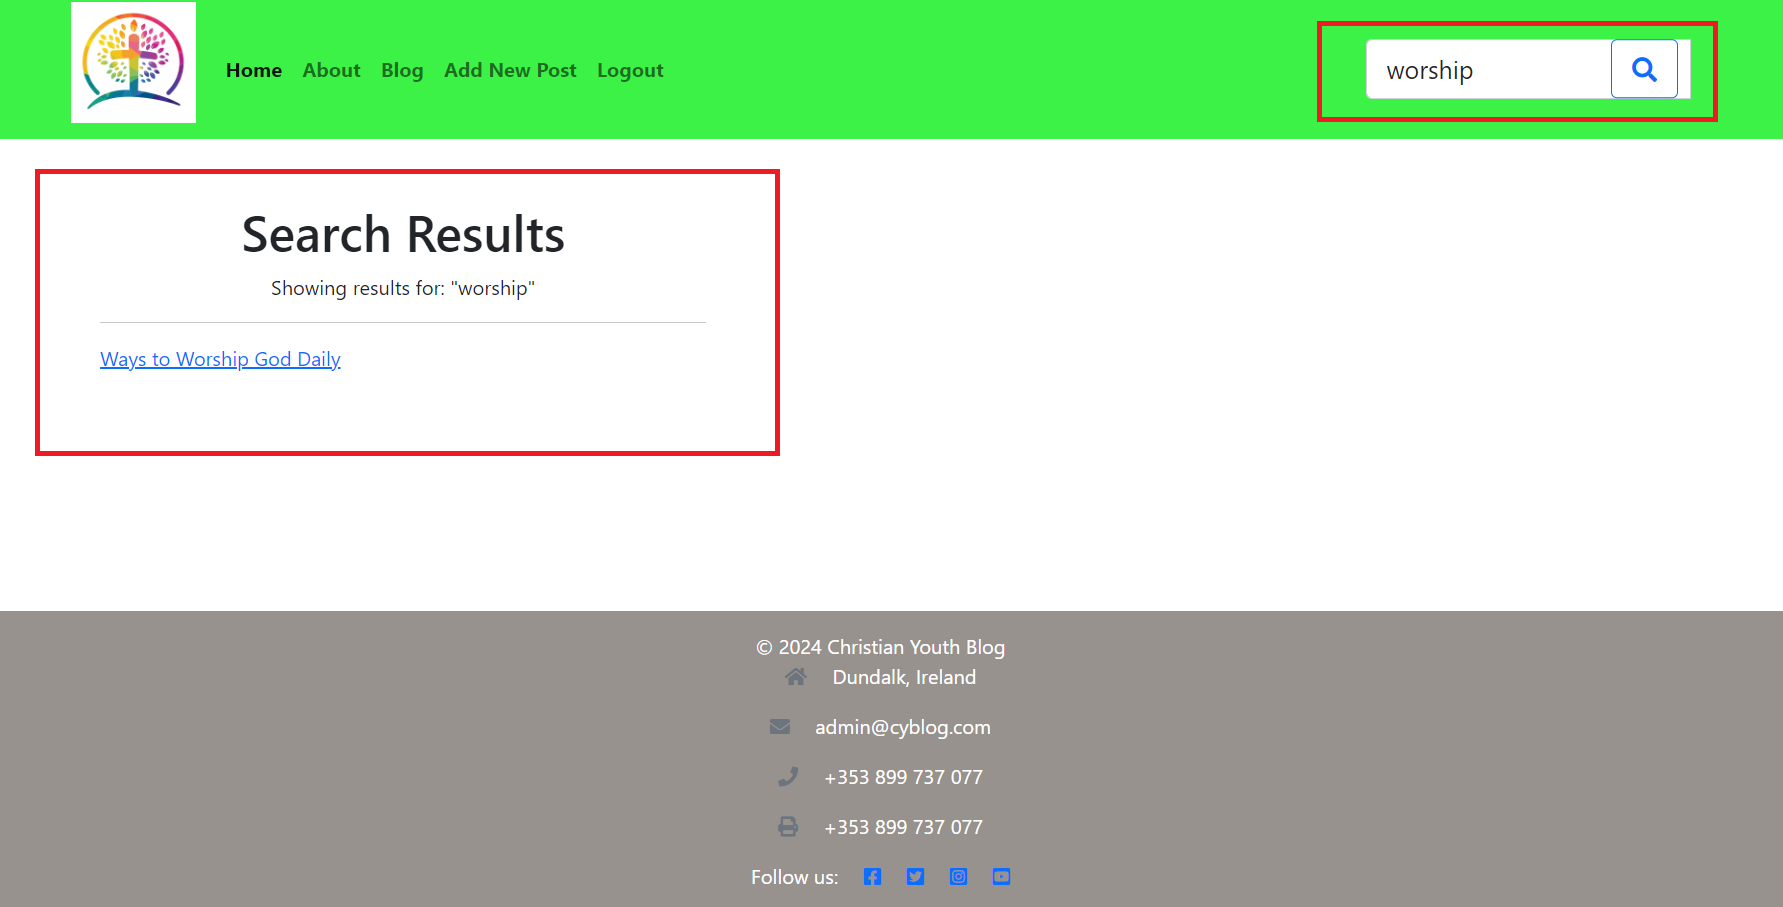 Home About Blog Add New Post Logout
worship
Search Results
Showing results for: "worship"
Ways to Worship God Daily
© 2024 Christian Youth Blog
Dundalk, Ireland
admin@cyblog.com
+353 899 737 077
+353 899 737 077
Follow us: